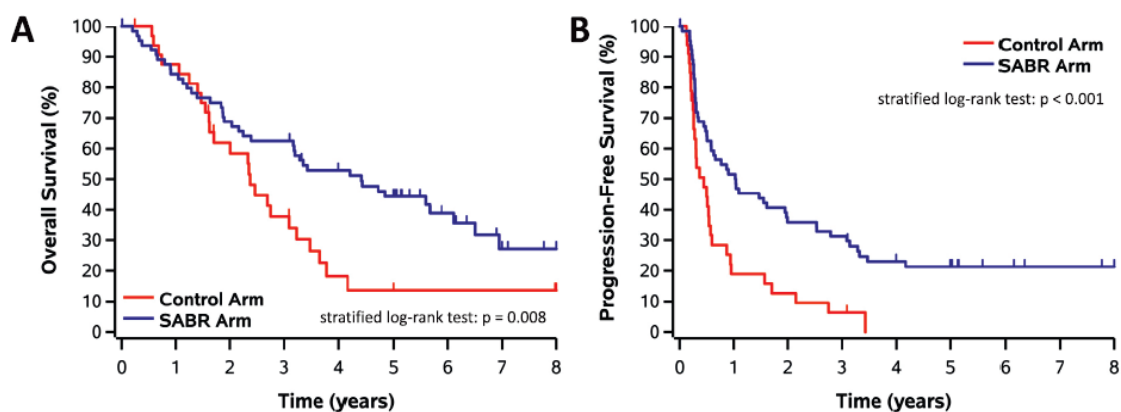 A
Overall Survival (%)
100
90
80
70
60
50
40
30
20
10
0
Control Arm
SABR Arm
stratified log-rank test: p = 0.008
0 1 2 3 4 5 6 7 8
Time (years)
B
Progression-Free Survival (%)
100
90
80
70
60
50
40
30
20
10
0
Control Arm
SABR Arm
stratified log-rank test: p < 0.001
0 1 2 3 4 5 6 7 8
Time (years)